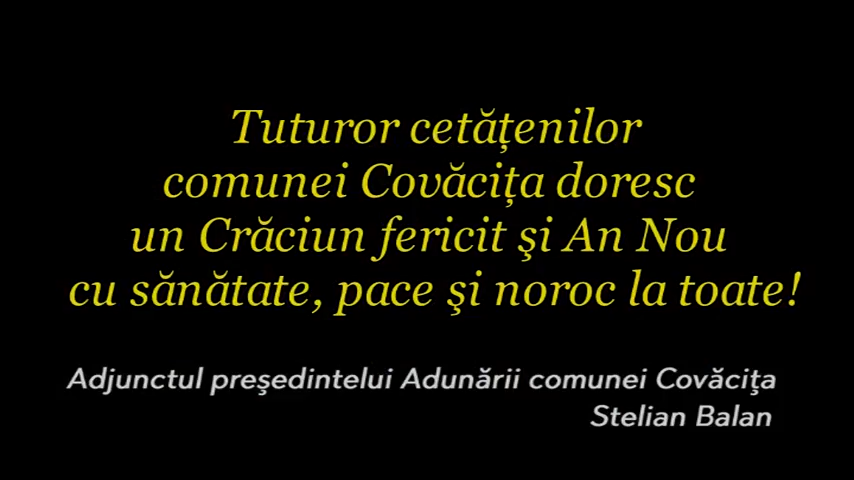 Tuturor cetățenilor
comunei Covăcița doresc
un Crăciun fericit şi An Nou
cu sănătate, pace şi noroc la toate!
Adjunctul preşedintelui Adunării comunei Covăciţa
Stelian Balan